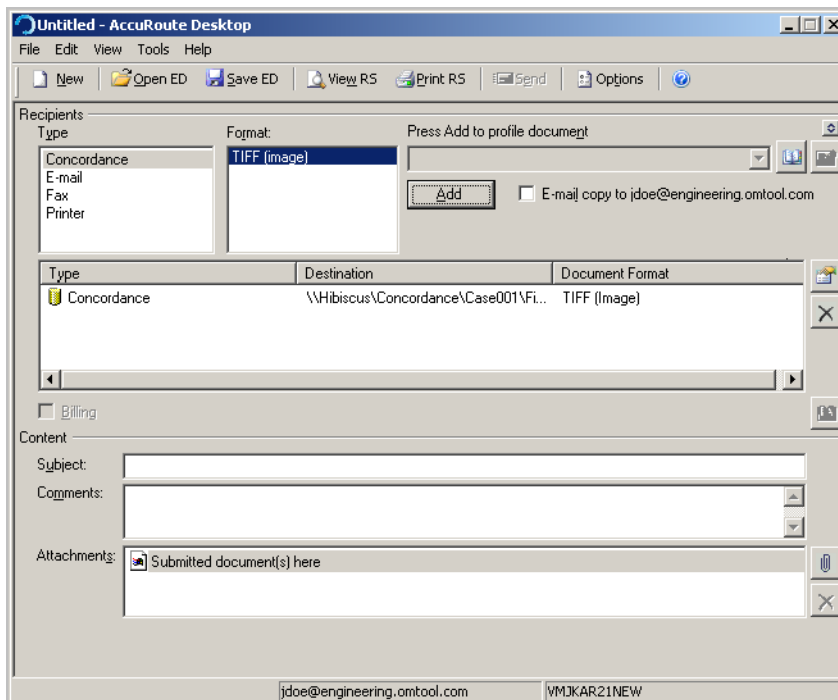 Untitled - AccuRoute Desktop
File Edit View Tools Help
New Open ED Save ED View RS Print RS Send Options
Recipients
Type Format: Press Add to profile document
Concordance TIFF (image)
E-mail
Fax
Printer
Add E-mail copy to jdoe@engineering.omtool.com
Type Destination Document Format
Concordance \\Hibiscus\Concordance\Case001\Fi... TIFF (Image)
Billing
Content
Subject:
Comments:
Attachments: Submitted document(s) here
jdoe@engineering.omtool.com VMJKAR21NEW